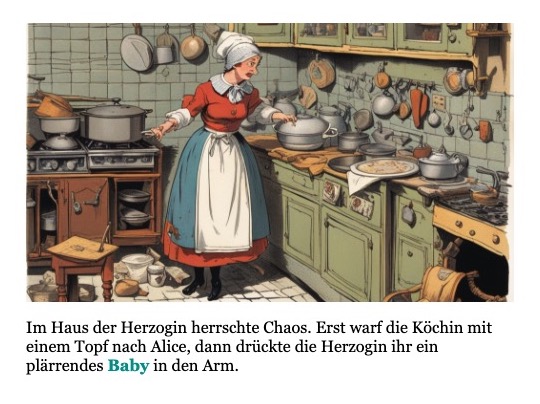 Im Haus der Herzogin herrschte Chaos. Erst warf die Köchin mit
einem Topf nach Alice, dann drückte die Herzogin ihr ein
plärrendes Baby in den Arm.